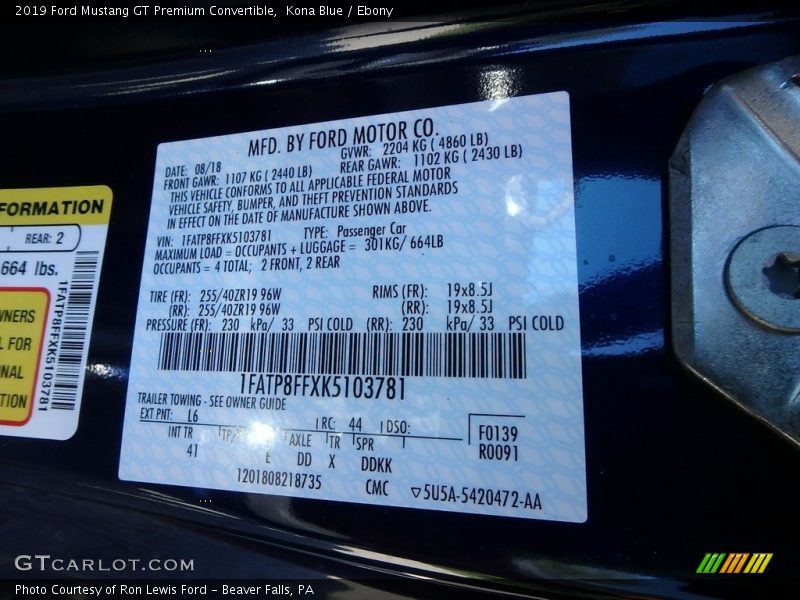 2019 Ford Mustang GT Premium Convertible,  Kona Blue / Ebony
FORMATION
REAR: 2
664 lbs.
WNERS
L FOR
NAL
TION
1FATP8FFXK5103781
MFD. BY FORD MOTOR CO.
DATE: 08/18 GVWR: 2204 KG ( 4860 LB)
FRONT GAWR: 1107 KG ( 2440 LB) REAR GAWR: 1102 KG ( 2430 LB)
THIS VEHICLE CONFORMS TO ALL APPLICABLE FEDERAL MOTOR
VEHICLE SAFETY, BUMPER, AND THEFT PREVENTION STANDARDS
IN EFFECT ON THE DATE OF MANUFACTURE SHOWN ABOVE.
VIN: 1FATP8FFXK5103781 TYPE: Passenger Car
MAXIMUM LOAD = OCCUPANTS + LUGGAGE = 301KG/ 664LB
OCCUPANTS = 4 TOTAL; 2 FRONT, 2 REAR
TIRE (FR): 255/40ZR19 96W RIMS (FR): 19x8.5J
(RR): 255/40ZR19 96W (RR): 19x8.5J
PRESSURE (FR): 230 kPa/ 33 PSI COLD (RR): 230 kPa/ 33 PSI COLD
1FATP8FFXK5103781
TRAILER TOWING - SEE OWNER GUIDE
EXT PNT: L6 RC: 44 DSO: F0139
INT TR TP/ AXLE TR SPR R0091
41 E DD X DDKK
1201808218735 CMC ▽5U5A-5420472-AA
GTCARLOT.COM
Photo Courtesy of Ron Lewis Ford – Beaver Falls, PA